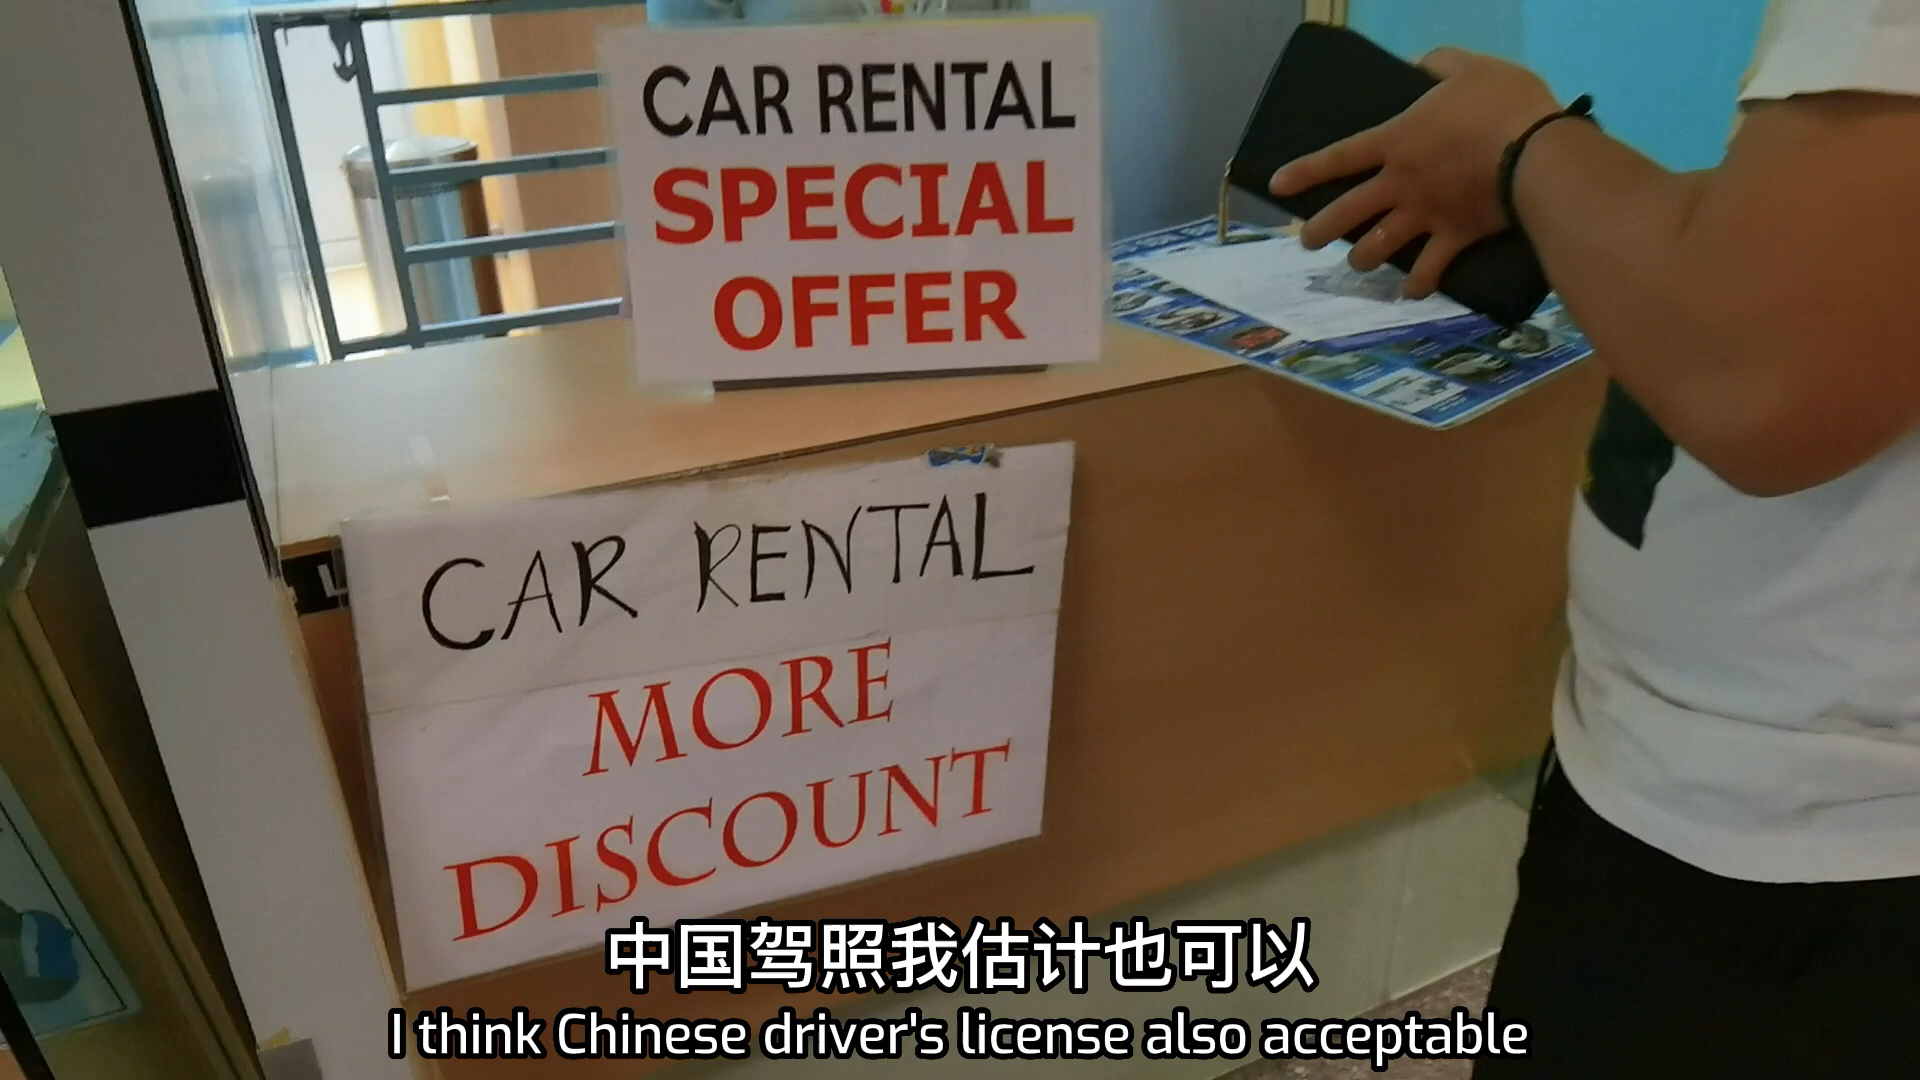 CAR RENTAL
SPECIAL
OFFER
CAR RENTAL
MORE
DISCOUNT
中国驾照我估计也可以
I think Chinese driver's license also acceptable